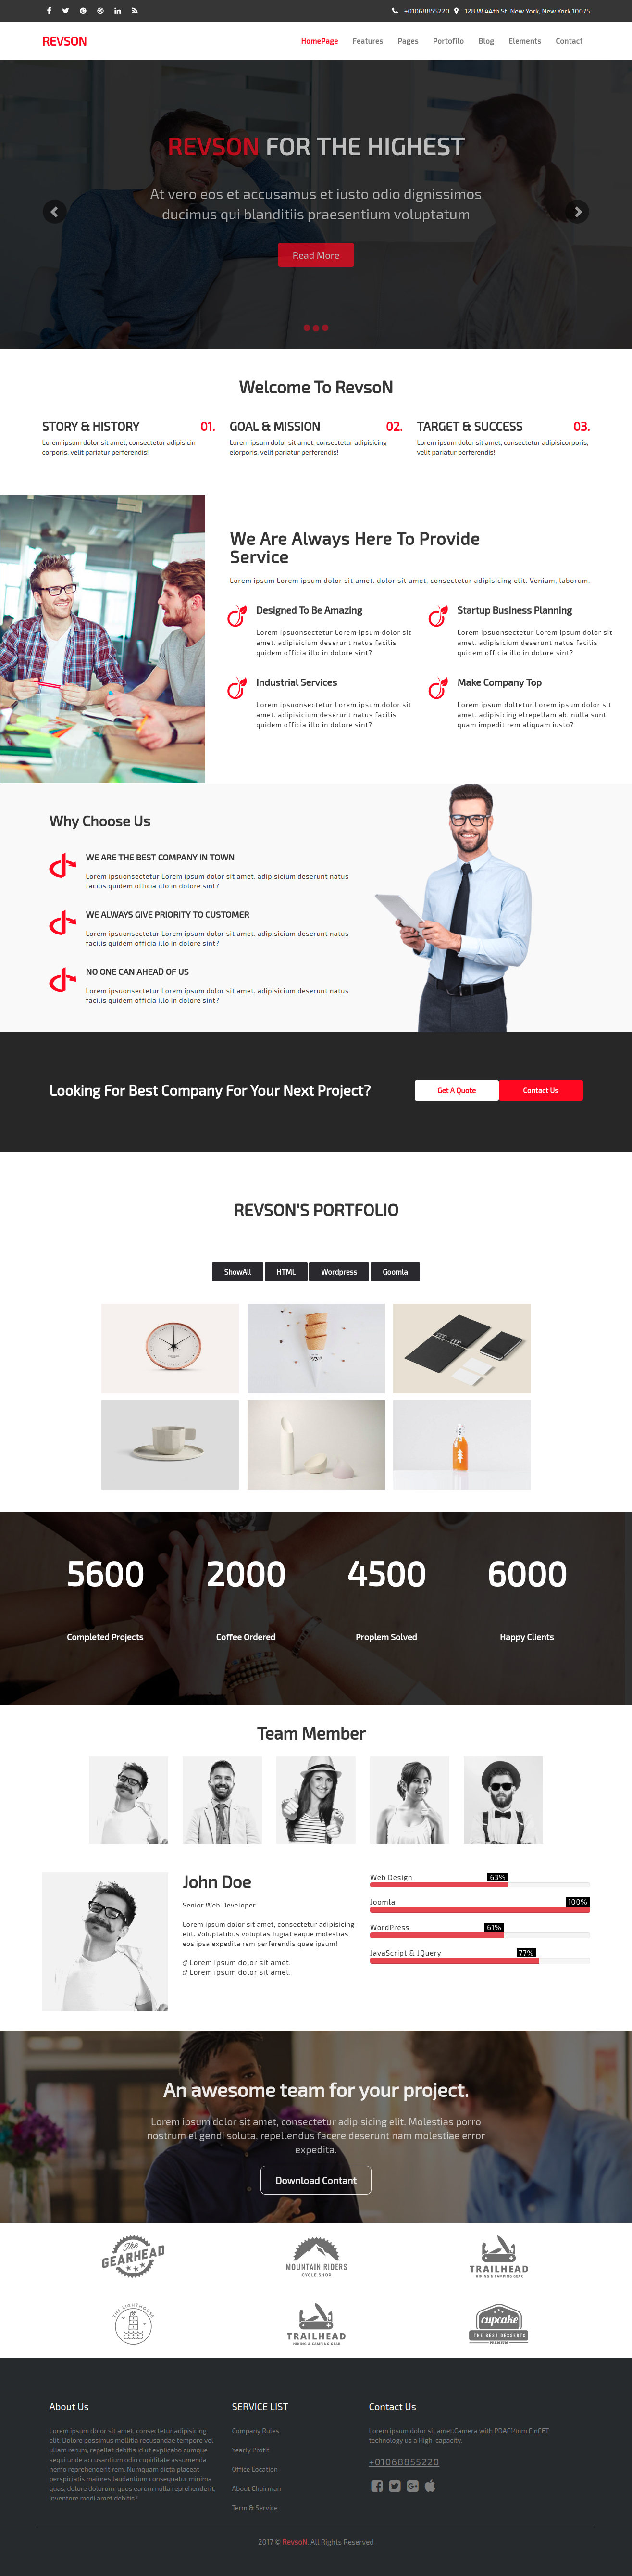 +01068855220 128 W 44th St, New York, New York 10075
REVSON
HomePage Features Pages Portofilo Blog Elements Contact
REVSON FOR THE HIGHEST
At vero eos et accusamus et iusto odio dignissimos
ducimus qui blanditiis praesentium voluptatum
Read More
Welcome To RevsoN
STORY & HISTORY 01.
Lorem ipsum dolor sit amet, consectetur adipisicin
corporis, velit pariatur perferendis!
GOAL & MISSION 02.
Lorem ipsum dolor sit amet, consectetur adipisicing
elorporis, velit pariatur perferendis!
TARGET & SUCCESS 03.
Lorem ipsum dolor sit amet, consectetur adipisicorporis,
velit pariatur perferendis!
We Are Always Here To Provide
Service
Lorem ipsum Lorem ipsum dolor sit amet. dolor sit amet, consectetur adipisicing elit. Veniam, laborum.
Designed To Be Amazing
Lorem ipsuonsectetur Lorem ipsum dolor sit
amet. adipisicium deserunt natus facilis
quidem officia illo in dolore sint?
Startup Business Planning
Lorem ipsuonsectetur Lorem ipsum dolor sit
amet. adipisicium deserunt natus facilis
quidem officia illo in dolore sint?
Industrial Services
Lorem ipsuonsectetur Lorem ipsum dolor sit
amet. adipisicium deserunt natus facilis
quidem officia illo in dolore sint?
Make Company Top
Lorem ipsum doltetur Lorem ipsum dolor sit
amet. adipisicing elrepellam ab, nulla sunt
quam impedit rem aliquam iusto?
Why Choose Us
WE ARE THE BEST COMPANY IN TOWN
Lorem ipsuonsectetur Lorem ipsum dolor sit amet. adipisicium deserunt natus
facilis quidem officia illo in dolore sint?
WE ALWAYS GIVE PRIORITY TO CUSTOMER
Lorem ipsuonsectetur Lorem ipsum dolor sit amet. adipisicium deserunt natus
facilis quidem officia illo in dolore sint?
NO ONE CAN AHEAD OF US
Lorem ipsuonsectetur Lorem ipsum dolor sit amet. adipisicium deserunt natus
facilis quidem officia illo in dolore sint?
Looking For Best Company For Your Next Project?
Get A Quote
Contact Us
REVSON'S PORTFOLIO
ShowAll HTML Wordpress Goomla
5600 2000 4500 6000
Completed Projects Coffee Ordered Proplem Solved Happy Clients
Team Member
John Doe
Senior Web Developer
Lorem ipsum dolor sit amet, consectetur adipisicing
elit. Voluptatibus voluptas fugiat eaque molestias
eos ipsa expedita rem perferendis quae ipsum!
Lorem ipsum dolor sit amet.
Lorem ipsum dolor sit amet.
Web Design 63%
Joomla 100%
WordPress 61%
JavaScript & JQuery 77%
An awesome team for your project.
Lorem ipsum dolor sit amet, consectetur adipisicing elit. Molestias porro
nostrum eligendi soluta, repellendus facere deserunt nam molestiae error
expedita.
Download Contant
The
GEARHEAD
MOUNTAIN RIDERS
CYCLE SHOP
TRAILHEAD
HIKING & CAMPING GEAR
THE LIGHTHOUSE
TRAILHEAD
HIKING & CAMPING GEAR
cupcake
THE BEST DESSERTS
PREMIUM
About Us
Lorem ipsum dolor sit amet, consectetur adipisicing
elit. Dolore possimus mollitia recusandae tempore vel
ullam rerum, repellat debitis id ut explicabo cumque
sequi unde accusantium odio cupiditate assumenda
nemo reprehenderit rem. Numquam dicta placeat
perspiciatis maiores laudantium consequatur minima
quas, dolore dolorum, quos earum nulla reprehenderit,
inventore modi amet debitis?
SERVICE LIST
Company Rules
Yearly Profit
Office Location
About Chairman
Term & Service
Contact Us
Lorem ipsum dolor sit amet.Camera with PDAF14nm FinFET
technology us a High-capacity.
+01068855220
2017 © RevsoN. All Rights Reserved